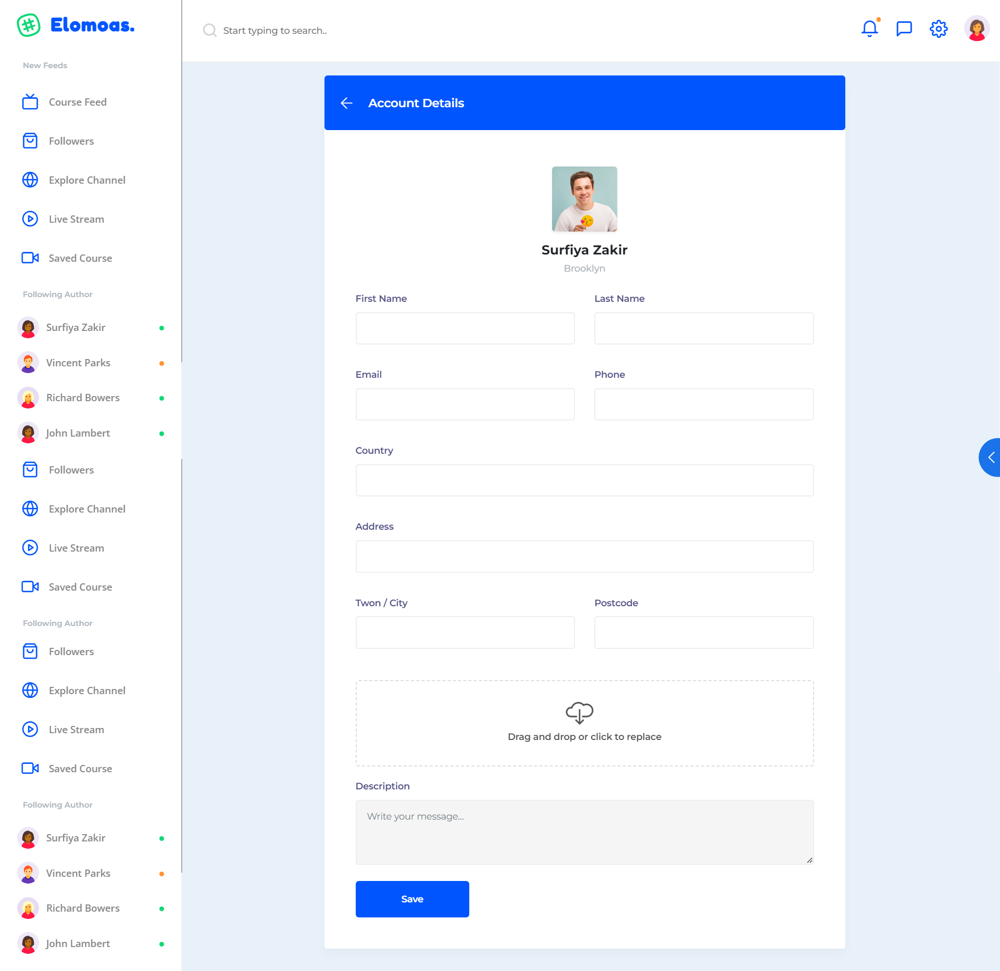 Elomoas.
Start typing to search..
New Feeds
Course Feed
Followers
Explore Channel
Live Stream
Saved Course
Following Author
Surfiya Zakir
Vincent Parks
Richard Bowers
John Lambert
Followers
Explore Channel
Live Stream
Saved Course
Following Author
Followers
Explore Channel
Live Stream
Saved Course
Following Author
Surfiya Zakir
Vincent Parks
Richard Bowers
John Lambert
Account Details
Surfiya Zakir
Brooklyn
First Name
Last Name
Email
Phone
Country
Address
Twon / City
Postcode
Drag and drop or click to replace
Description
Write your message...
Save